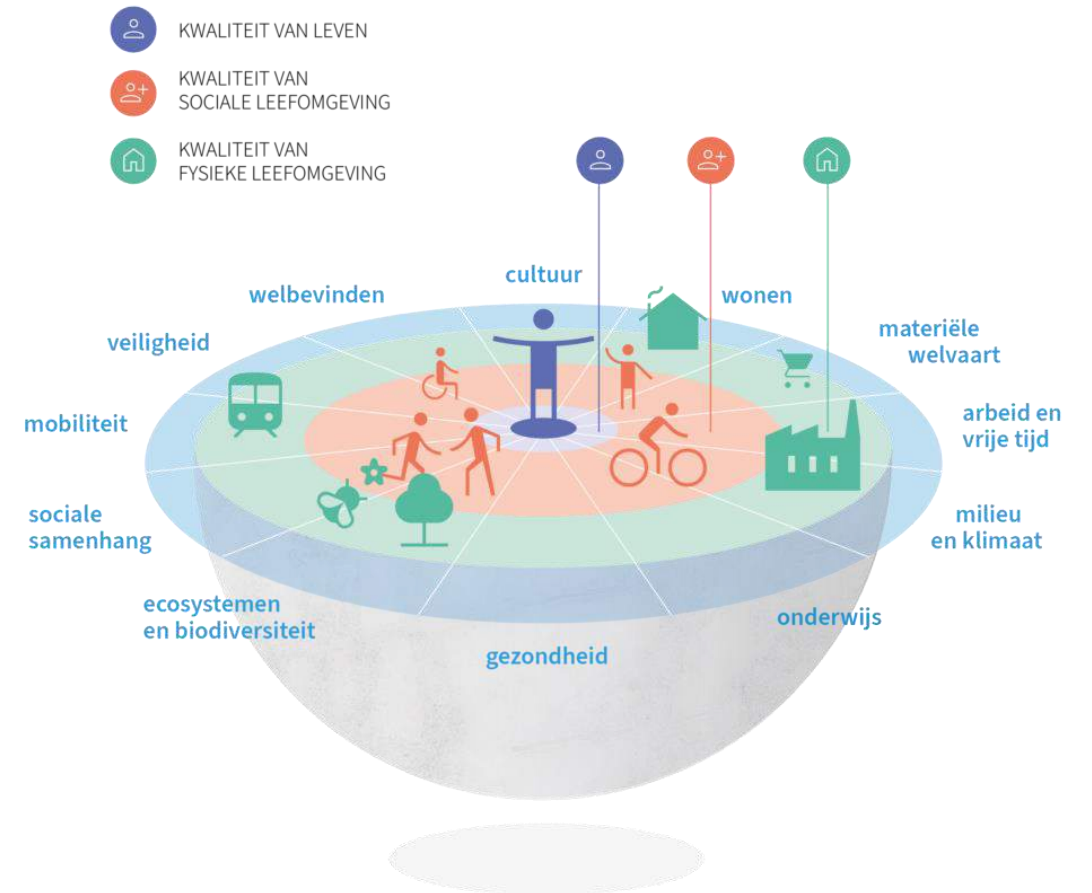 KWALITEIT VAN LEVEN
KWALITEIT VAN
SOCIALE LEEFOMGEVING
KWALITEIT VAN
FYSIEKE LEEFOMGEVING
cultuur
welbevinden
wonen
veiligheid
materiële
welvaart
mobiliteit
arbeid en
vrije tijd
sociale
samenhang
milieu
en klimaat
ecosystemen
en biodiversiteit
onderwijs
gezondheid